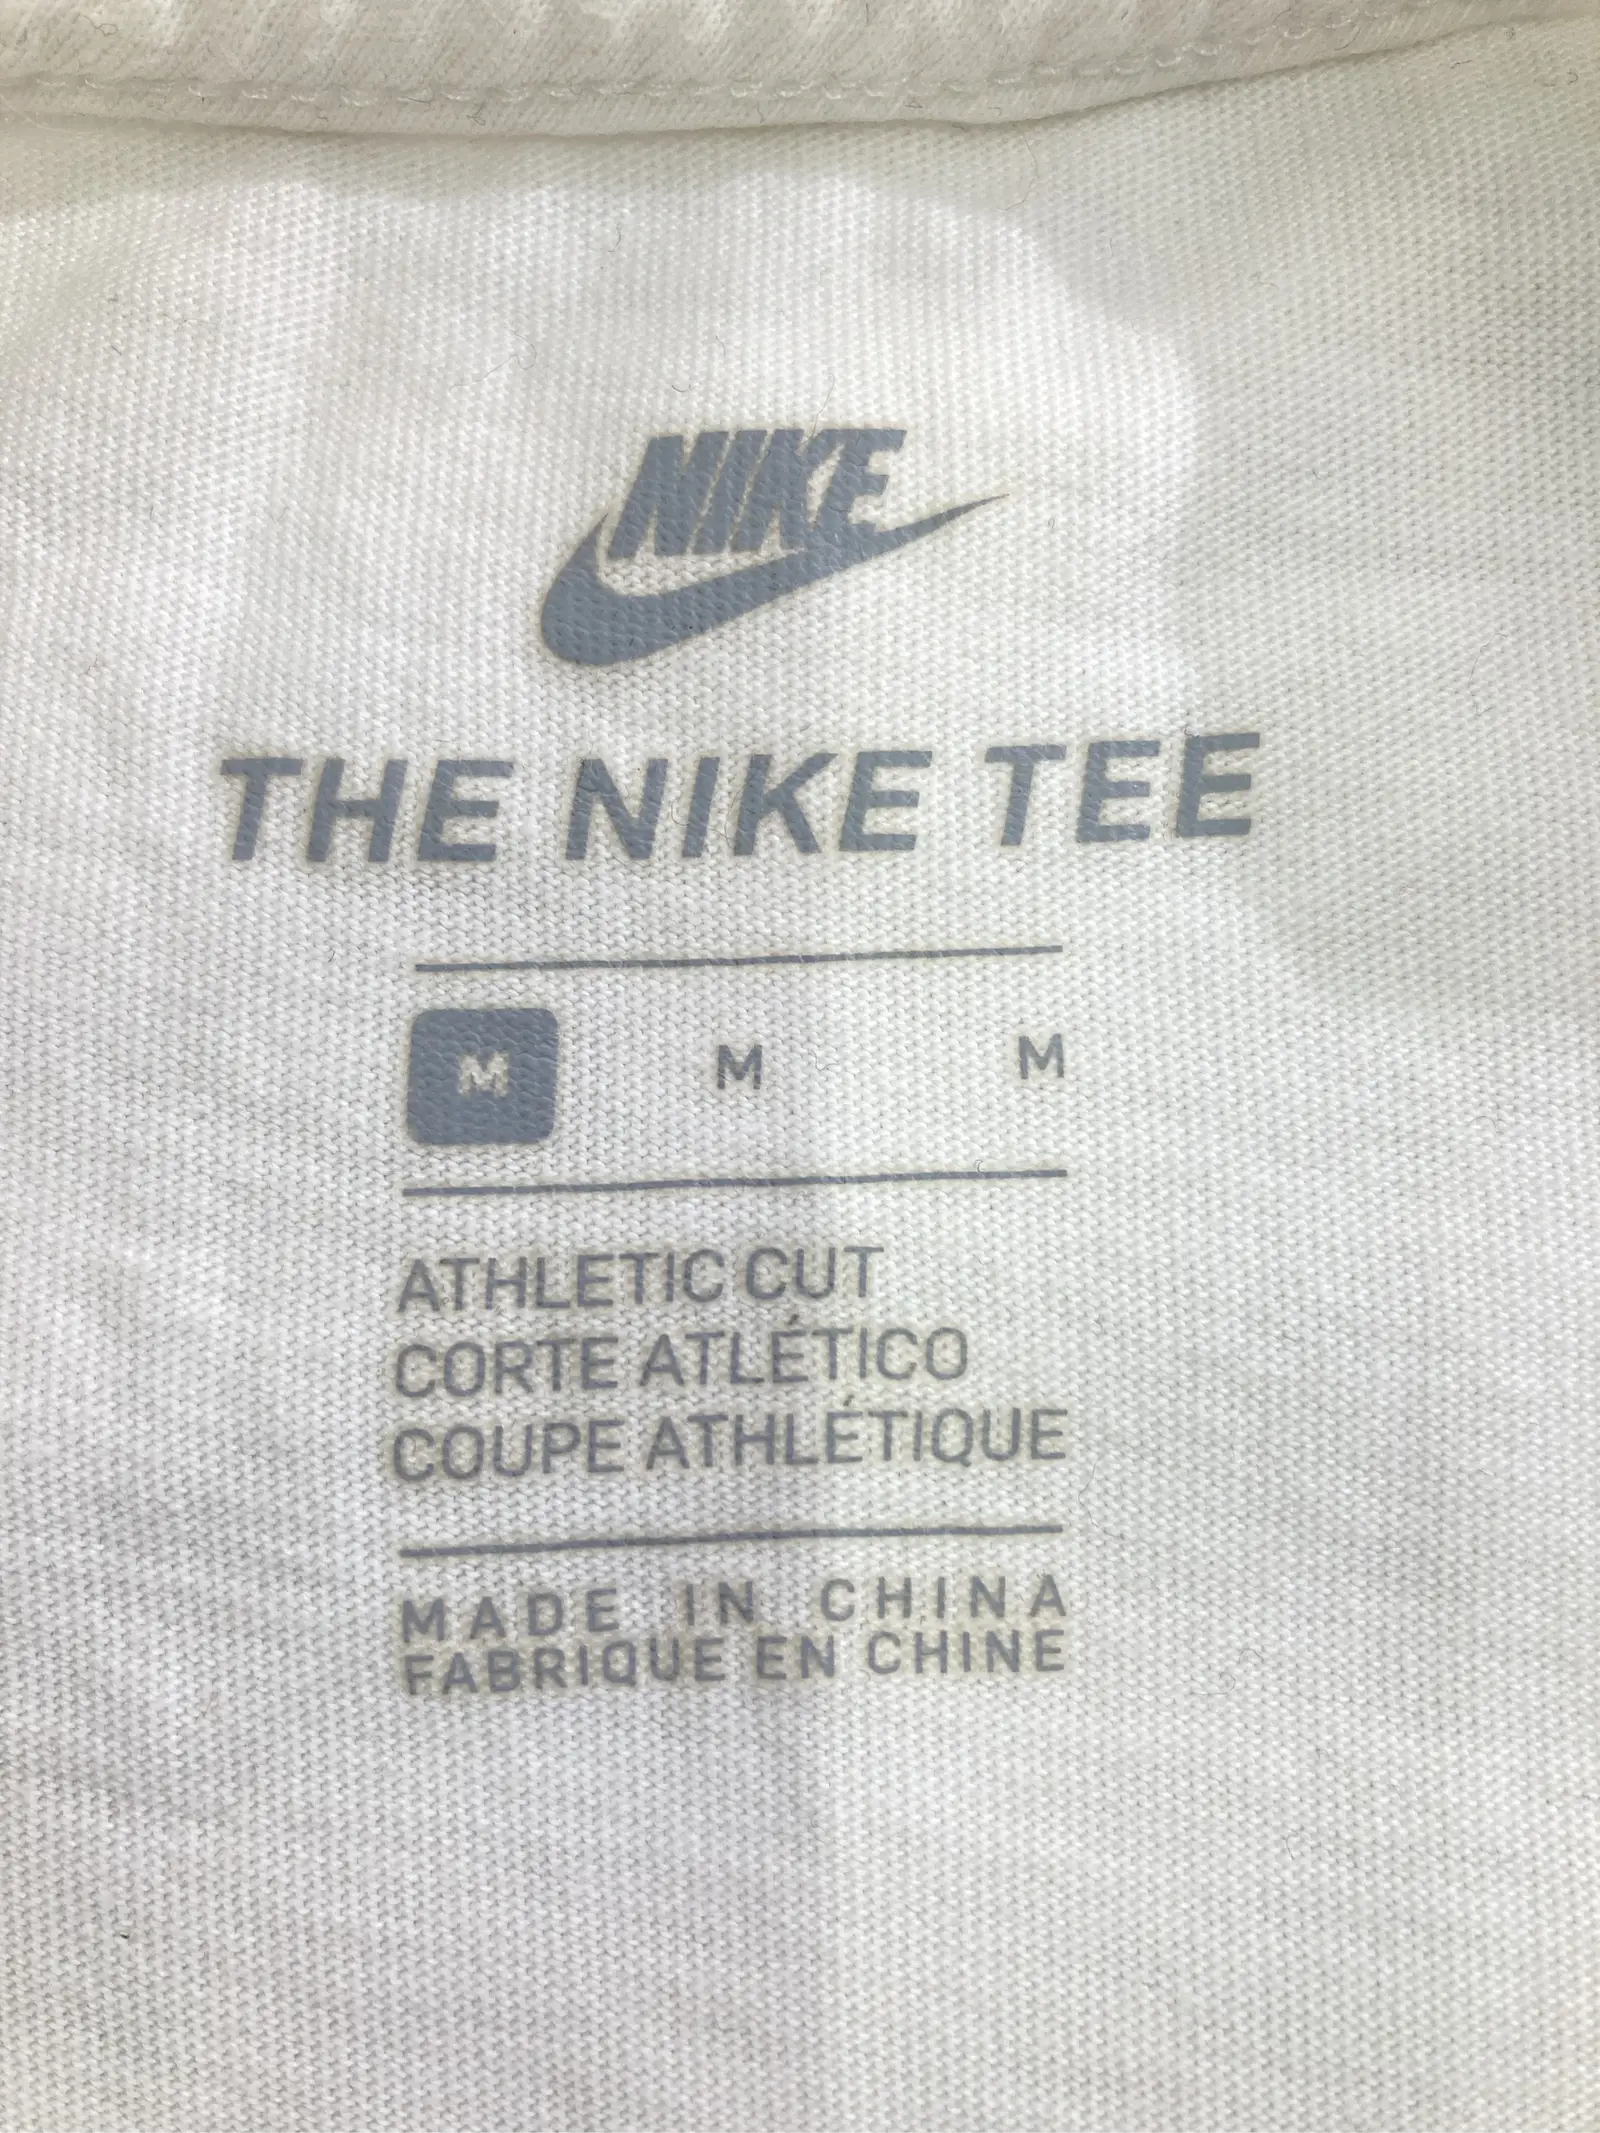 NIKE
THE NIKE TEE
M M M
ATHLETIC CUT
CORTE ATLÉTICO
COUPE ATHLÉTIQUE
MADE IN CHINA
FABRIQUE EN CHINE